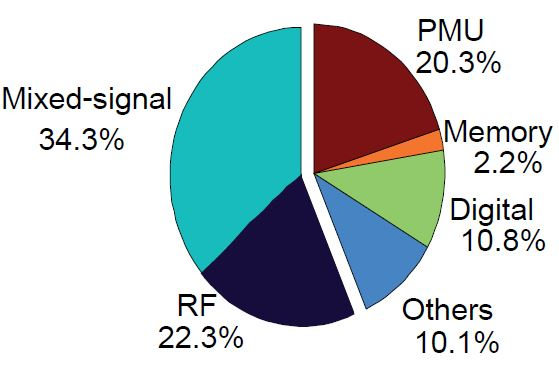 PMU
20.3%
Mixed-signal
34.3%
Memory
2.2%
Digital
10.8%
Others
10.1%
RF
22.3%